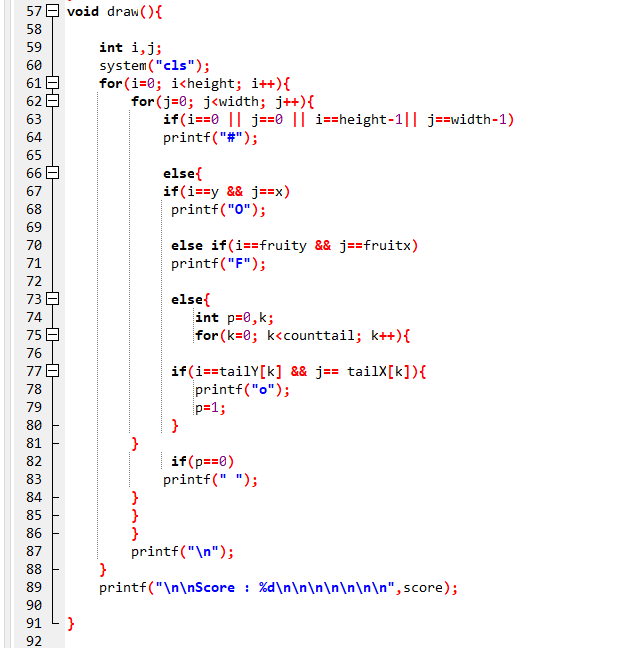 57 void draw(){
58
59     int i,j;
60     system("cls");
61     for(i=0; i<height; i++){
62         for(j=0; j<width; j++){
63             if(i==0 || j==0 || i==height-1|| j==width-1)
64             printf("#");
65
66             else{
67             if(i==y && j==x)
68              printf("O");
69
70              else if(i==fruity && j==fruitx)
71              printf("F");
72
73              else{
74                 int p=0,k;
75                 for(k=0; k<counttail; k++){
76
77              if(i==tailY[k] && j== tailX[k]){
78                 printf("o");
79                 p=1;
80              }
81         }
82              if(p==0)
83             printf(" ");
84         }
85         }
86         }
87         printf("\n");
88     }
89     printf("\n\nScore : %d\n\n\n\n\n\n\n",score);
90
91 }
92